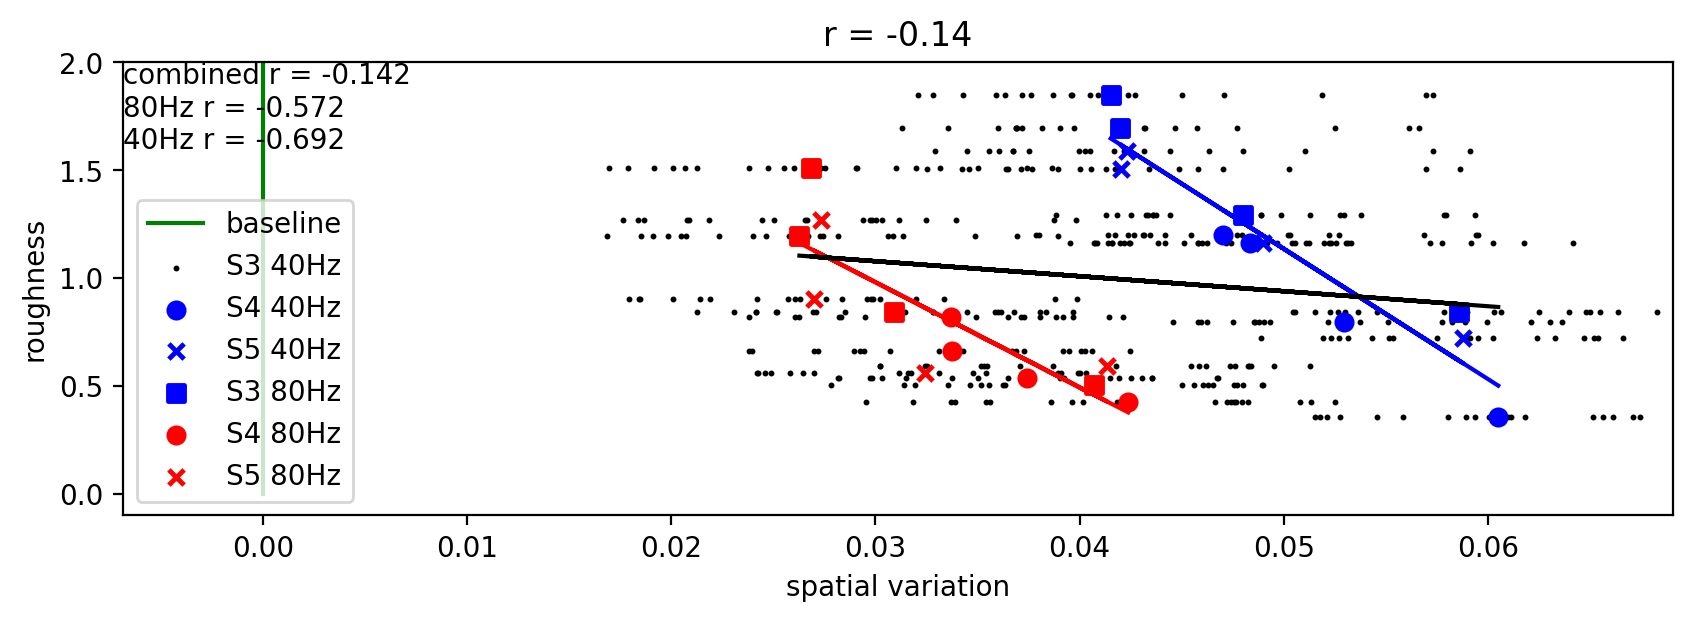 r = -0.14
combined r = -0.142
80Hz r = -0.572
40Hz r = -0.692
baseline
S3 40Hz
S4 40Hz
S5 40Hz
S3 80Hz
S4 80Hz
S5 80Hz
roughness
2.0
1.5
1.0
0.5
0.0
0.00 0.01 0.02 0.03 0.04 0.05 0.06
spatial variation